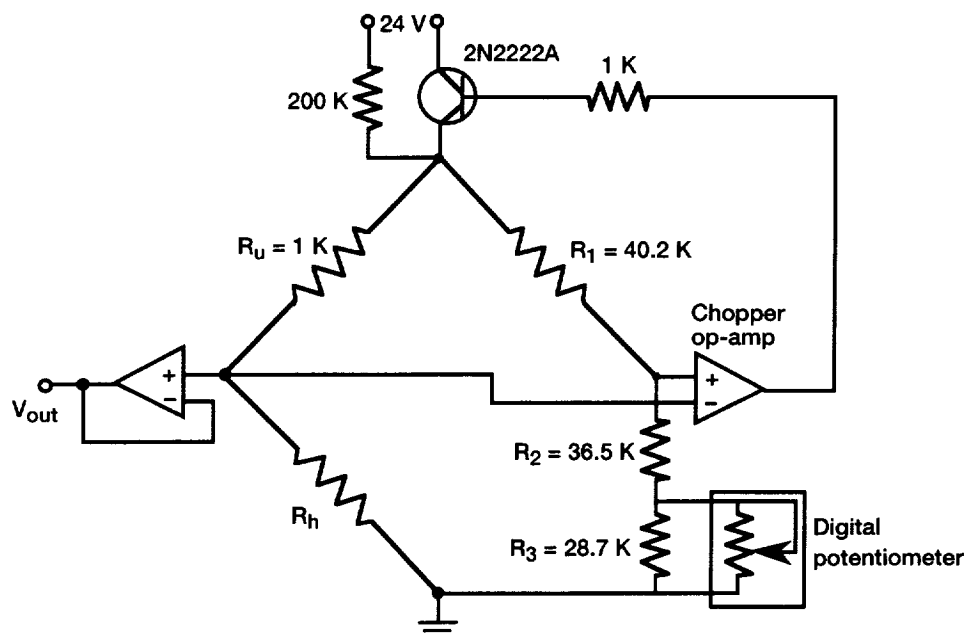 24 V
2N2222A
1 K
200 K
R_u = 1 K
R_1 = 40.2 K
Chopper
op-amp
+
−
+
−
V_out
R_2 = 36.5 K
R_h
R_3 = 28.7 K
Digital
potentiometer